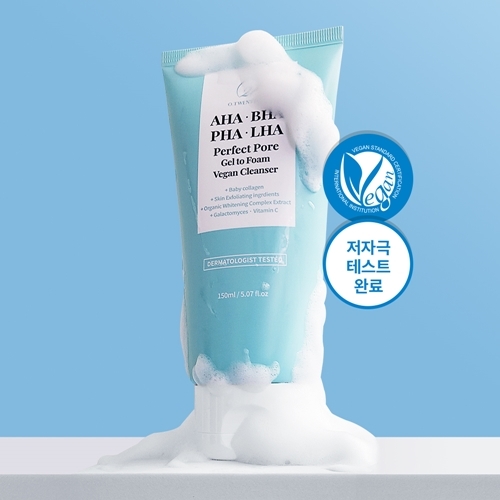 AHA · BHA
PHA · LHA
Perfect Pore
Gel to Foam
Vegan Cleanser
+ Baby collagen
+ Skin Exfoliating Ingridients
+ Organic Whitening Complex Extract
+ Galactomyces · Vitamin C
DERMATOLOGIST TESTED
150ml / 5.07 fl.oz
VEGAN STANDARD CERTIFICATION
Vegan
INTERNATIONAL INSTITUTION
저자극
테스트
완료